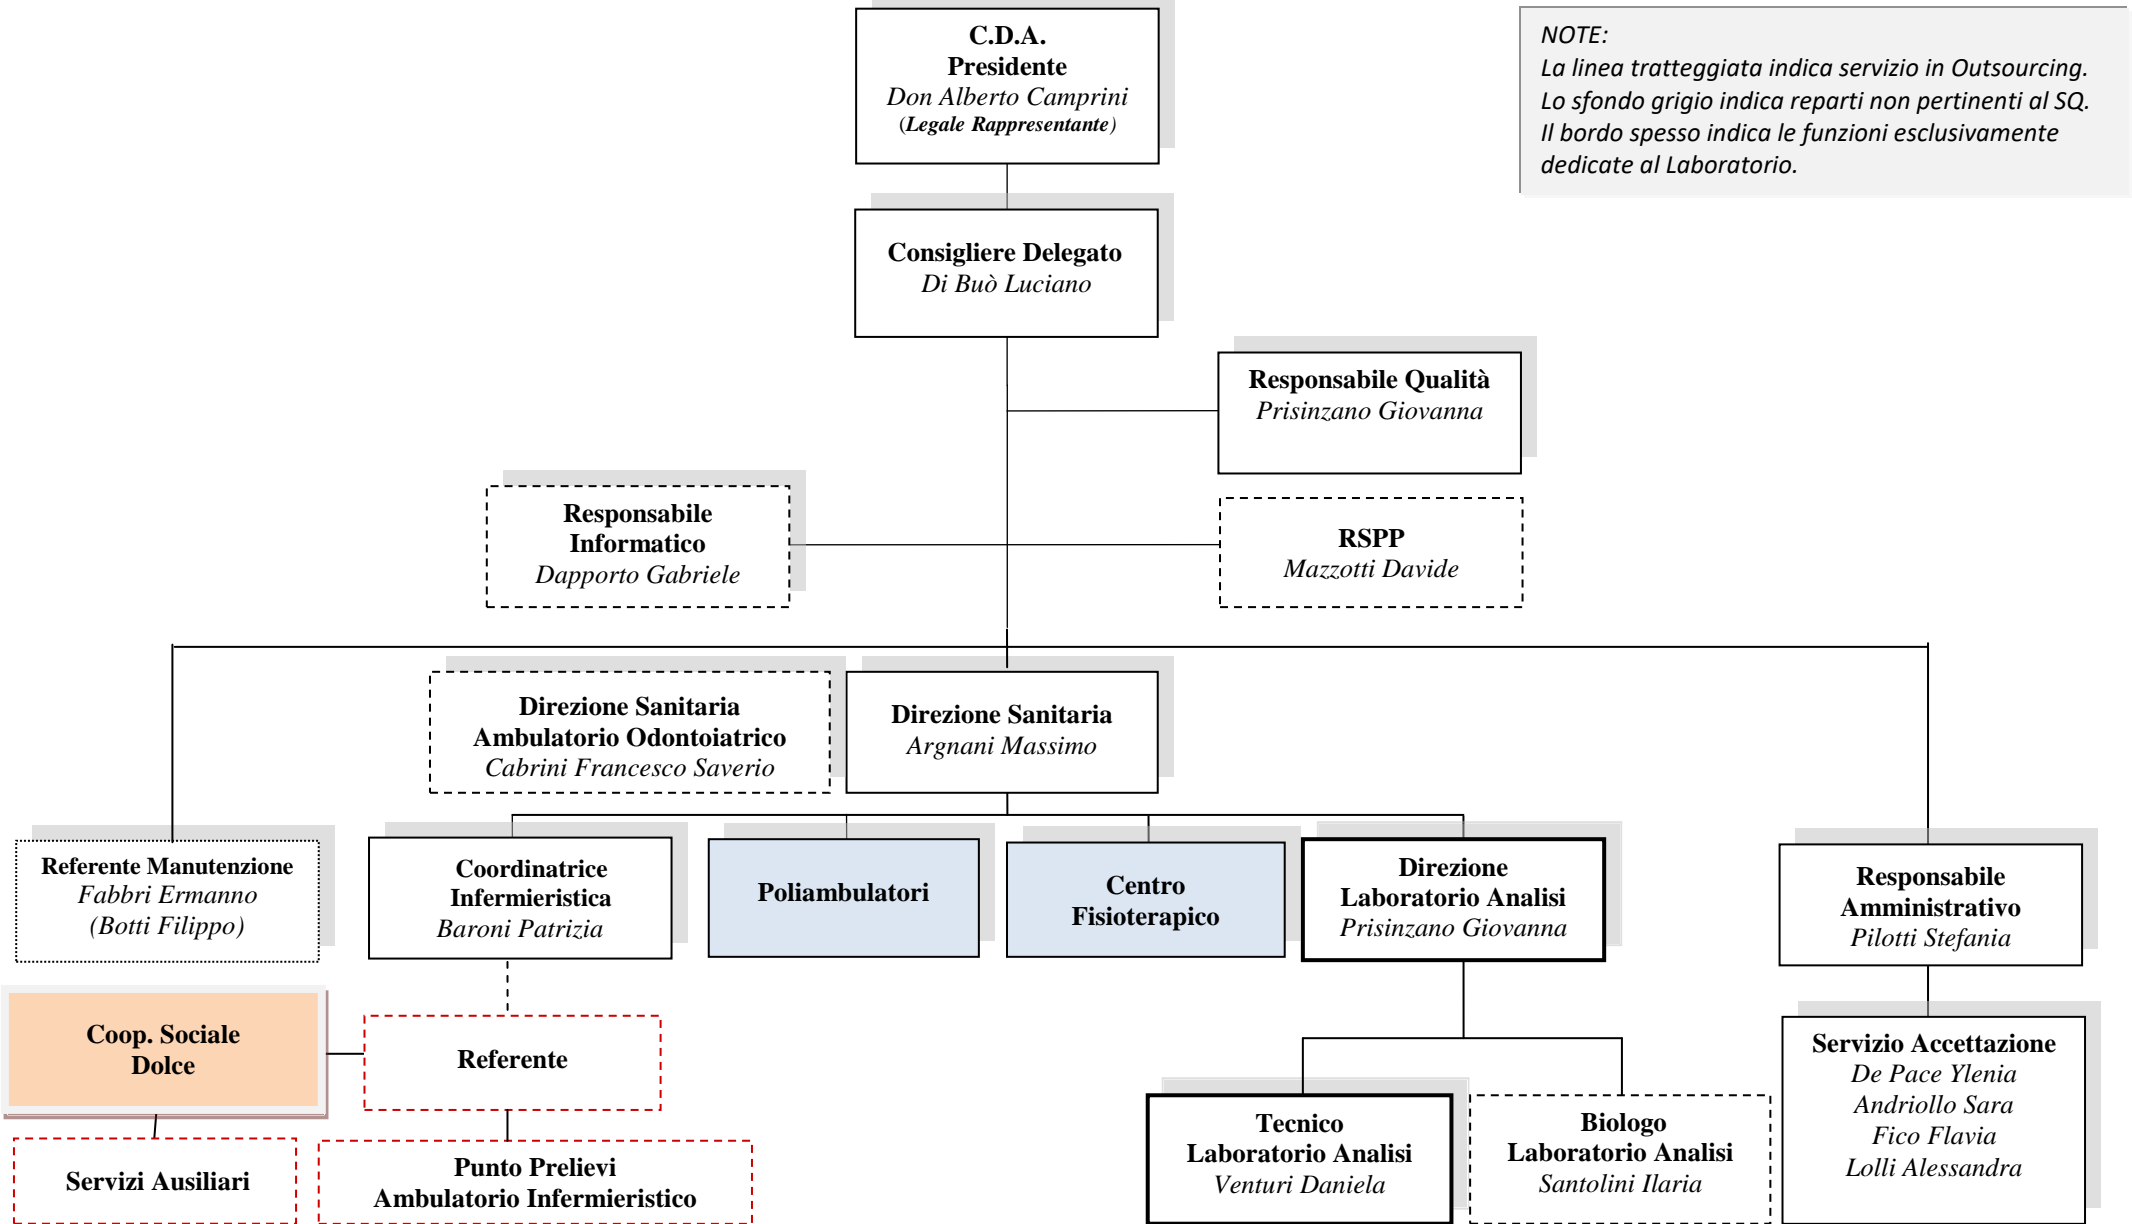 C.D.A.
Presidente
Don Alberto Camprini
(Legale Rappresentante)
NOTE:
La linea tratteggiata indica servizio in Outsourcing.
Lo sfondo grigio indica reparti non pertinenti al SQ.
Il bordo spesso indica le funzioni esclusivamente
dedicate al Laboratorio.
Consigliere Delegato
Di Buò Luciano
Responsabile Qualità
Prisinzano Giovanna
Responsabile
Informatico
Dapporto Gabriele
RSPP
Mazzotti Davide
Direzione Sanitaria
Ambulatorio Odontoiatrico
Cabrini Francesco Saverio
Direzione Sanitaria
Argnani Massimo
Referente Manutenzione
Fabbri Ermanno
(Botti Filippo)
Coordinatrice
Infermieristica
Baroni Patrizia
Poliambulatori
Centro
Fisioterapico
Direzione
Laboratorio Analisi
Prisinzano Giovanna
Responsabile
Amministrativo
Pilotti Stefania
Coop. Sociale
Dolce
Referente
Servizio Accettazione
De Pace Ylenia
Andriollo Sara
Fico Flavia
Lolli Alessandra
Servizi Ausiliari
Punto Prelievi
Ambulatorio Infermieristico
Tecnico
Laboratorio Analisi
Venturi Daniela
Biologo
Laboratorio Analisi
Santolini Ilaria